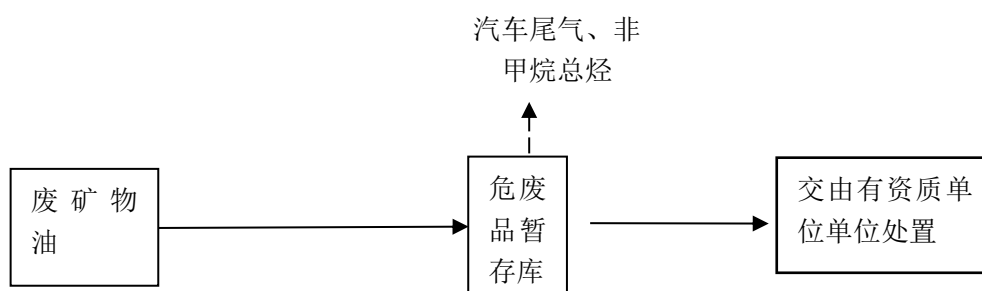 汽车尾气、非
甲烷总烃
废矿物
油
危废
品暂
存库
交由有资质单
位单位处置